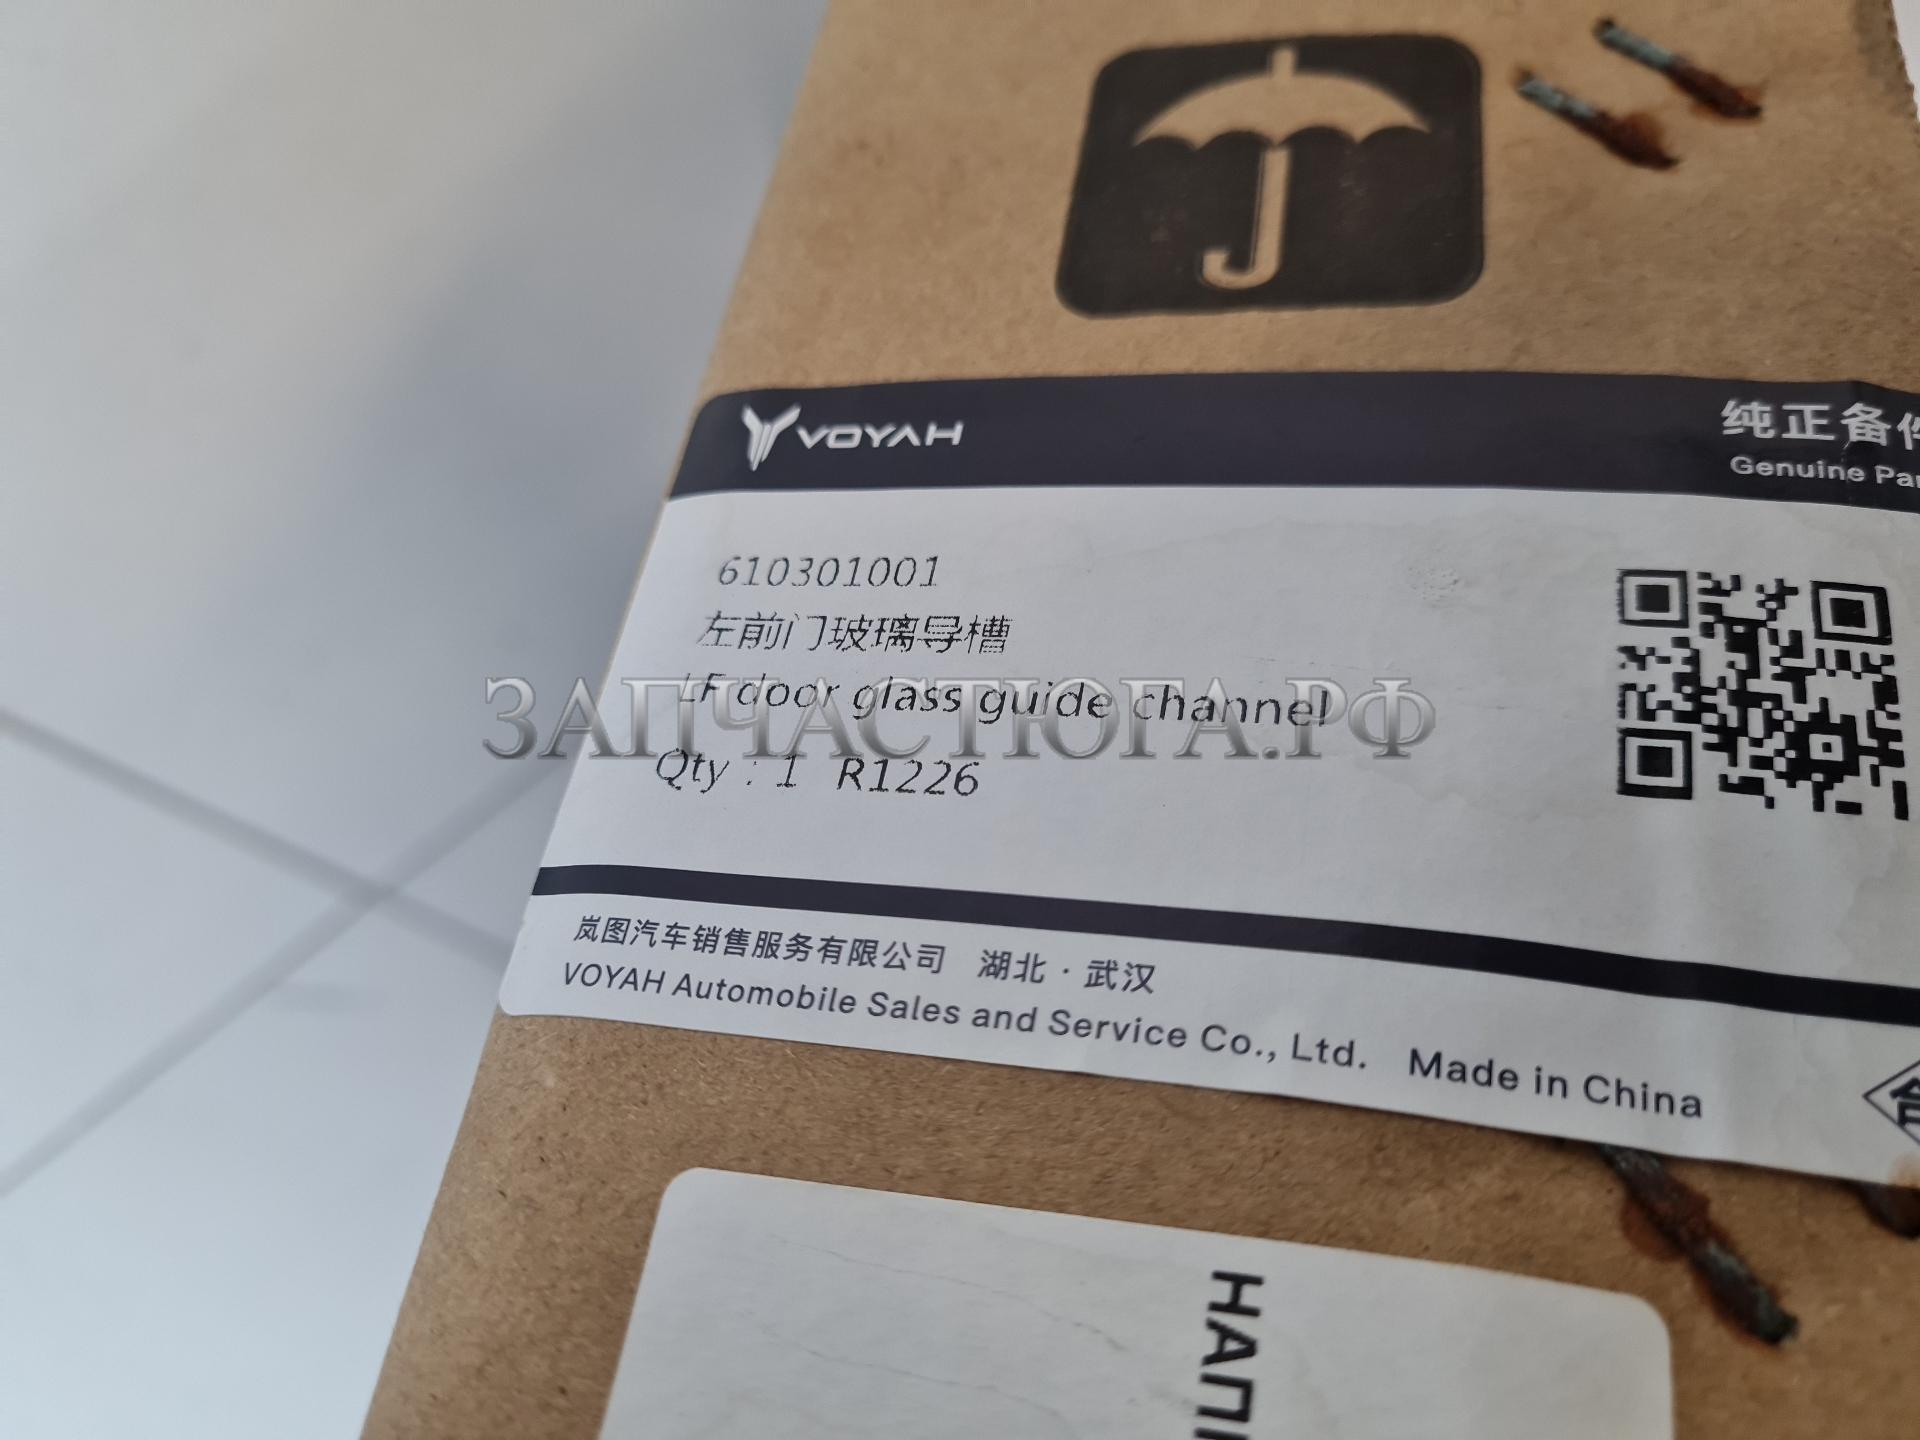 VOYAH
纯正备件
Genuine Par
610301001
左前门玻璃导槽
LF door glass guide channel
ЗАПЧАСТЮГА.РФ
Qty : 1 R1226
岚图汽车销售服务有限公司 湖北 · 武汉
VOYAH Automobile Sales and Service Co., Ltd. Made in China